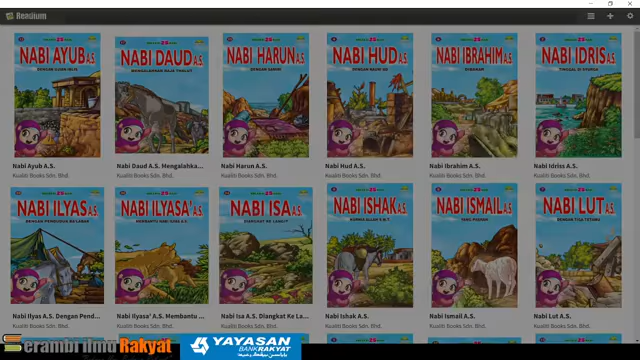 Readium
NABI AYUB A.S.
NABI DAUD A.S.
NABI HARUN A.S.
NABI HUD A.S.
NABI IBRAHIM A.S.
NABI IDRIS A.S.
Nabi Ayub A.S.
Nabi Daud A.S. Mengalahka...
Nabi Harun A.S.
Nabi Hud A.S.
Nabi Ibrahim A.S.
Nabi Idriss A.S.
Kualiti Books Sdn. Bhd.
Kualiti Books Sdn. Bhd.
Kualiti Books Sdn. Bhd.
Kualiti Books Sdn. Bhd.
Kualiti Books Sdn. Bhd.
Kualiti Books Sdn. Bhd.
NABI ILYAS A.S.
NABI ILYASA' A.S.
NABI ISA A.S.
NABI ISHAK A.S.
NABI ISMAIL A.S.
NABI LUT A.S.
DIANGKAT KE LANGIT
Nabi Ilyas A.S. Dengan Pend...
Nabi Ilyasa' A.S. Membantu ...
Nabi Isa A.S. Diangkat Ke La...
Nabi Ishak A.S.
Nabi Ismail A.S.
Nabi Lut A.S.
Kualiti Books Sdn. Bhd.
Kualiti Books Sdn. Bhd.
Kualiti Books Sdn. Bhd.
Kualiti Books Sdn. Bhd.
Kualiti Books Sdn. Bhd.
Kualiti Books Sdn. Bhd.
Serambi Ilmu Rakyat
YAYASAN
BANK RAKYAT